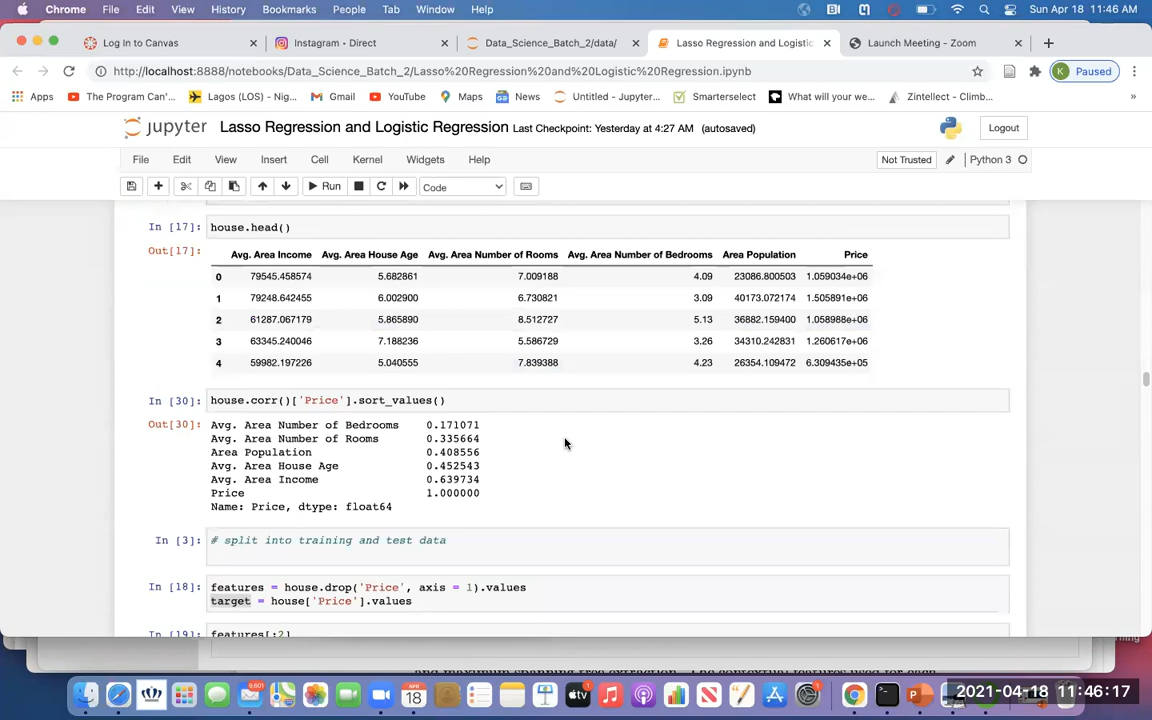 Chrome File Edit View History Bookmarks People Tab Window Help Sun Apr 18 11:46 AM
Log In to Canvas Instagram • Direct Data_Science_Batch_2/data/ Lasso Regression and Logistic Launch Meeting - Zoom
http://localhost:8888/notebooks/Data_Science_Batch_2/Lasso%20Regression%20and%20Logistic%20Regression.ipynb K Paused
Apps The Program Can'... Lagos (LOS) - Nig... Gmail YouTube Maps News Untitled - Jupyter... Smarterselect What will your we... Zintellect - Climb... »
jupyter Lasso Regression and Logistic Regression Last Checkpoint: Yesterday at 4:27 AM (autosaved) Logout
File Edit View Insert Cell Kernel Widgets Help Not Trusted Python 3
Run Code
In [17]: house.head()
Out[17]: Avg. Area Income Avg. Area House Age Avg. Area Number of Rooms Avg. Area Number of Bedrooms Area Population Price
0 79545.458574 5.682861 7.009188 4.09 23086.800503 1.059034e+06
1 79248.642455 6.002900 6.730821 3.09 40173.072174 1.505891e+06
2 61287.067179 5.865890 8.512727 5.13 36882.159400 1.058988e+06
3 63345.240046 7.188236 5.586729 3.26 34310.242831 1.260617e+06
4 59982.197226 5.040555 7.839388 4.23 26354.109472 6.309435e+05
In [30]: house.corr()['Price'].sort_values()
Out[30]: Avg. Area Number of Bedrooms 0.171071
Avg. Area Number of Rooms 0.335664
Area Population 0.408556
Avg. Area House Age 0.452543
Avg. Area Income 0.639734
Price 1.000000
Name: Price, dtype: float64
In [3]: # split into training and test data
In [18]: features = house.drop('Price', axis = 1).values
target = house['Price'].values
In [19]: features[:2]
9,601 APR 18 tv 2021-04-18 11:46:17